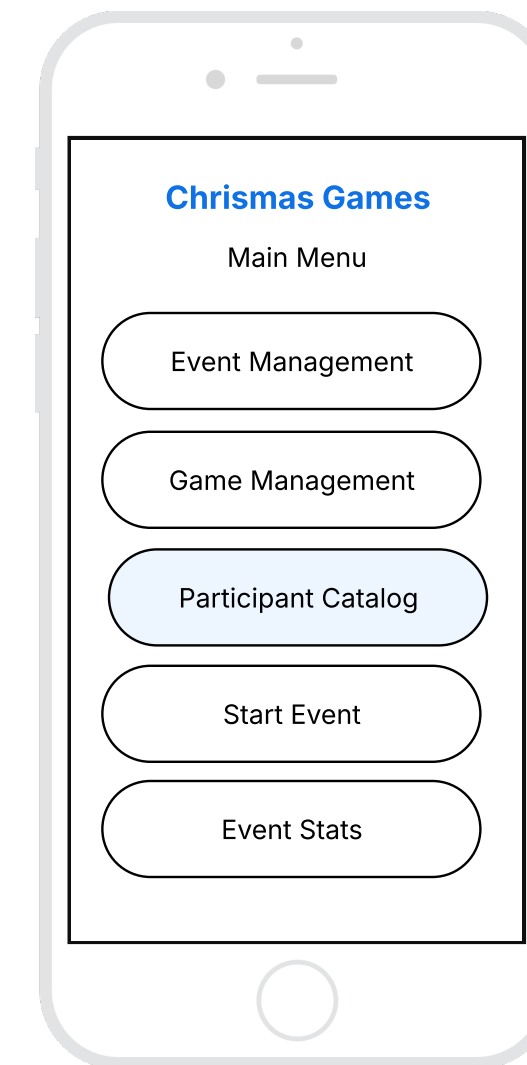 Chrismas Games
Main Menu
Event Management
Game Management
Participant Catalog
Start Event
Event Stats